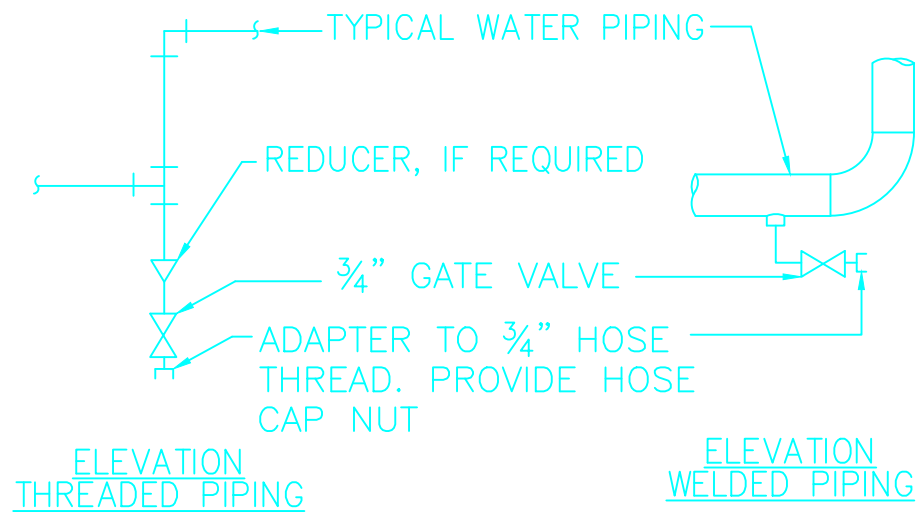 TYPICAL WATER PIPING
REDUCER, IF REQUIRED
¾" GATE VALVE
ADAPTER TO ¾" HOSE
THREAD. PROVIDE HOSE
CAP NUT
ELEVATION
THREADED PIPING
ELEVATION
WELDED PIPING